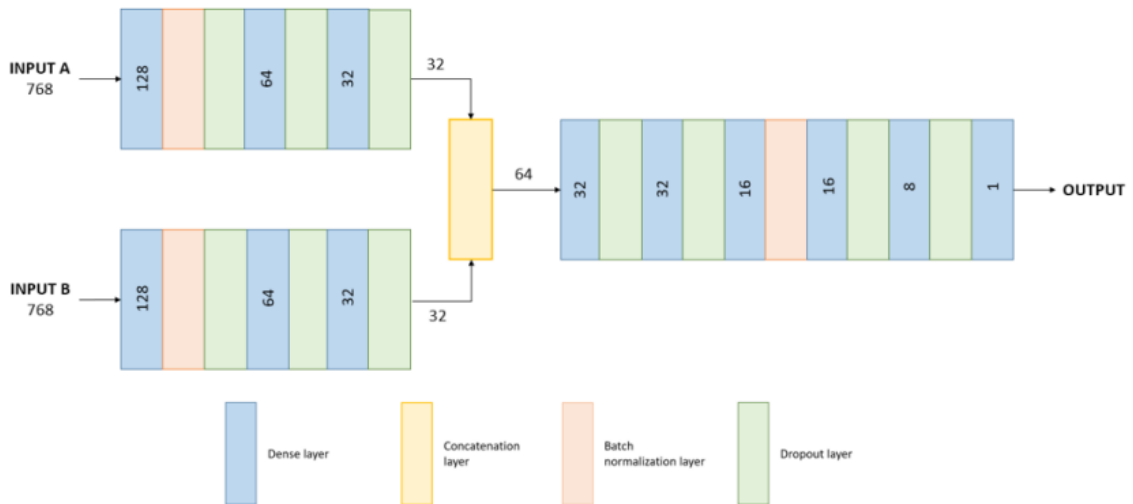 INPUT A
768
128
64
32
32
INPUT B
768
128
64
32
32
64
32
32
16
16
8
1
OUTPUT
Dense layer
Concatenation
layer
Batch
normalization layer
Dropout layer